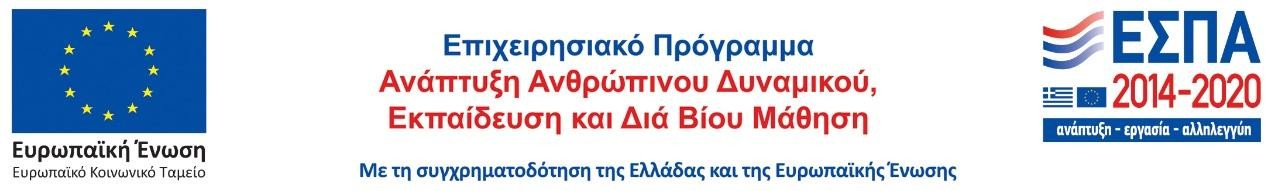 Ευρωπαϊκή Ένωση
Ευρωπαϊκό Κοινωνικό Ταμείο
Επιχειρησιακό Πρόγραμμα
Ανάπτυξη Ανθρώπινου Δυναμικού,
Εκπαίδευση και Διά Βίου Μάθηση
Με τη συγχρηματοδότηση της Ελλάδας και της Ευρωπαϊκής Ένωσης
ΕΣΠΑ
2014-2020
ανάπτυξη - εργασία - αλληλεγγύη